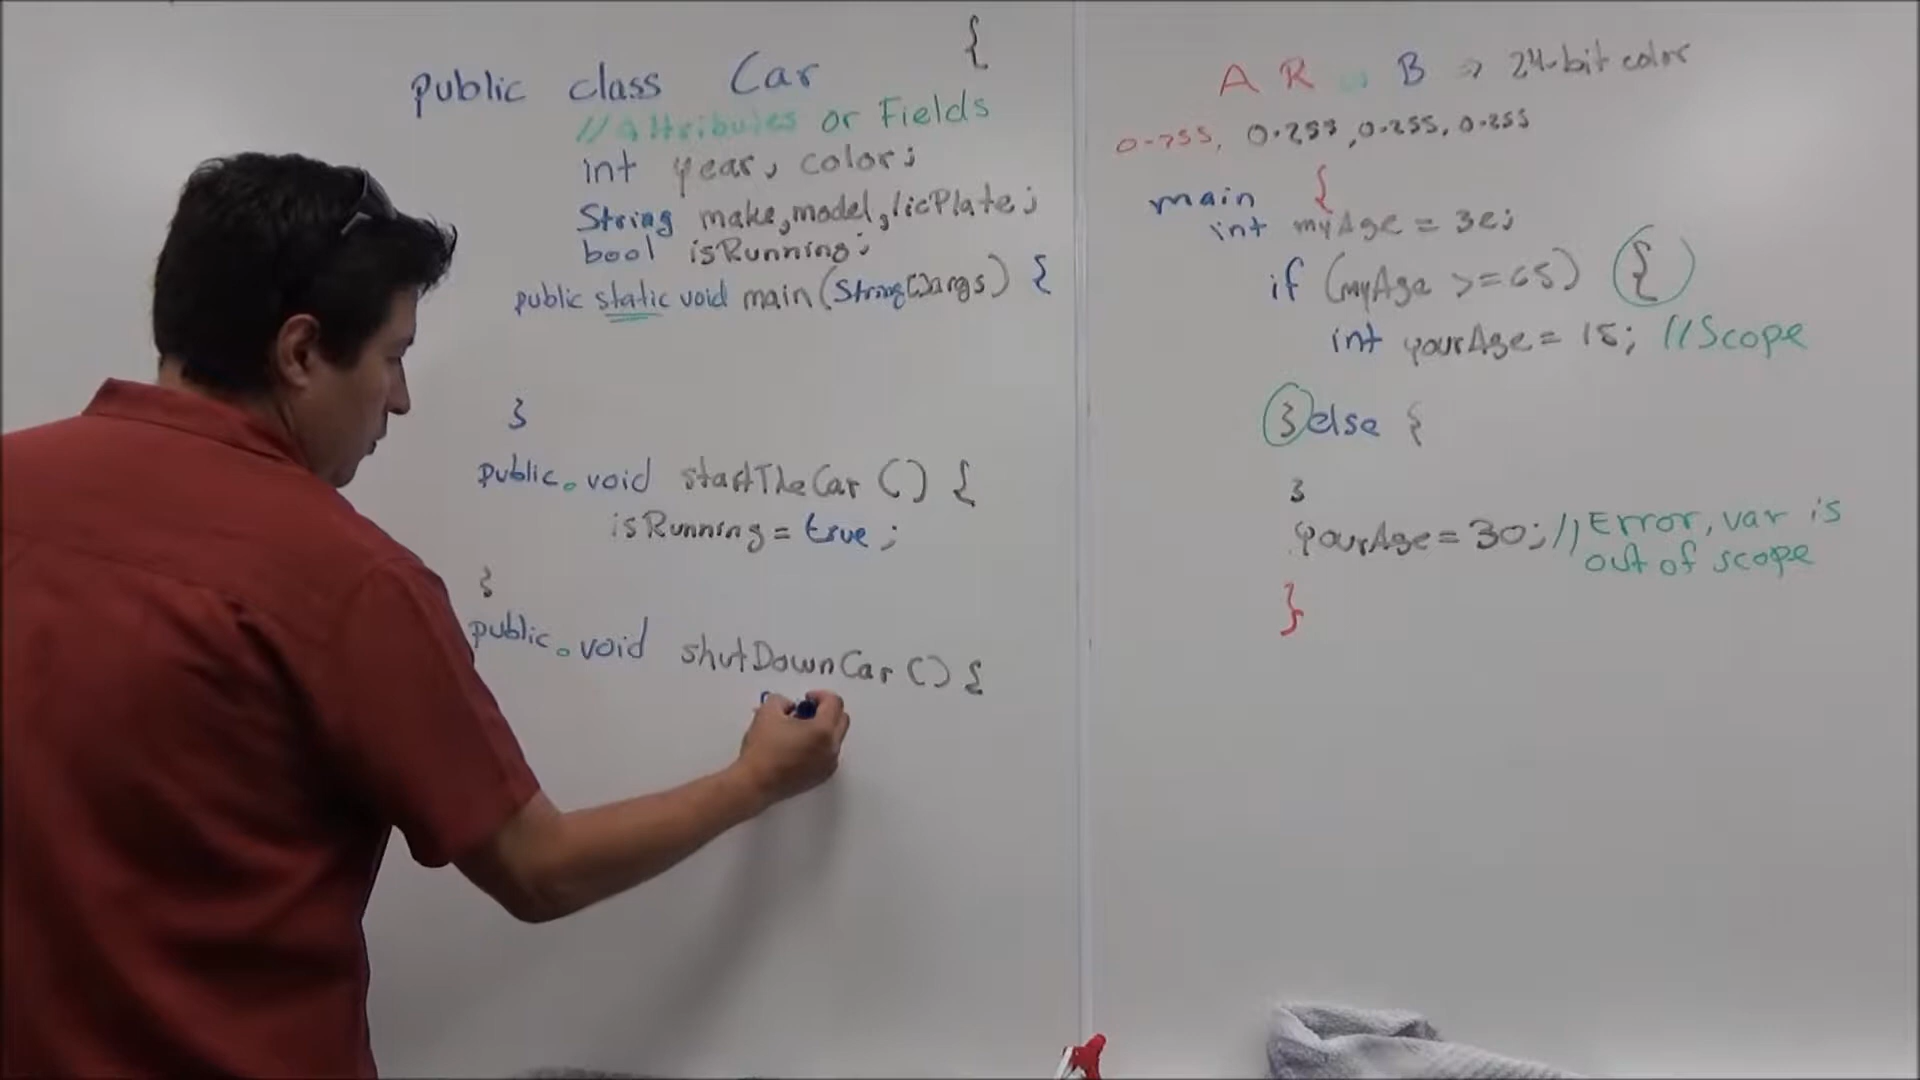 public class Car {
//Attributes or Fields
int year, color;
String make, model, licPlate;
bool isRunning;
public static void main(String[]args) {
}
public void startTheCar () {
isRunning = true;
}
public void shutDownCar () {
A R G B => 24-bit color
0-255, 0-255, 0-255, 0-255
main {
int myAge =
if (myAge >= 65) {
int yourAge = 18; //Scope
} else {
}
yourAge = 30; // Error, var is
out of scope
}